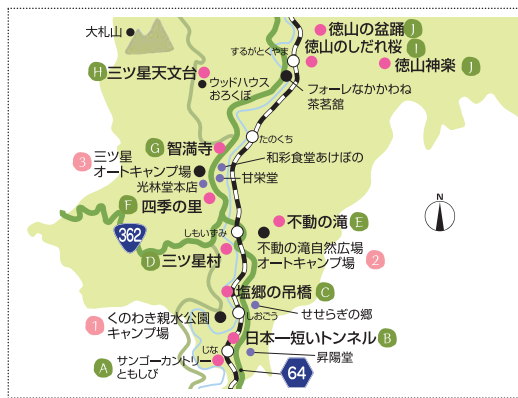 大札山
徳山の盆踊 J
するがとくやま
徳山のしだれ桜 I
徳山神楽 J
H 三ツ星天文台
ウッドハウス
おろくぼ
フォーレなかかわね
茶茗館
たのくち
G 智満寺
和彩食堂あけぼの
3 三ツ星
オートキャンプ場
甘栄堂
光林堂本店
F 四季の里
N
362
しもいずみ
不動の滝 E
D 三ツ星村
不動の滝自然広場
オートキャンプ場 2
塩郷の吊橋 C
しおごう
せせらぎの郷
1 くのわき親水公園
キャンプ場
日本一短いトンネル B
じな
昇陽堂
A サンゴーカントリー
ともしび
64